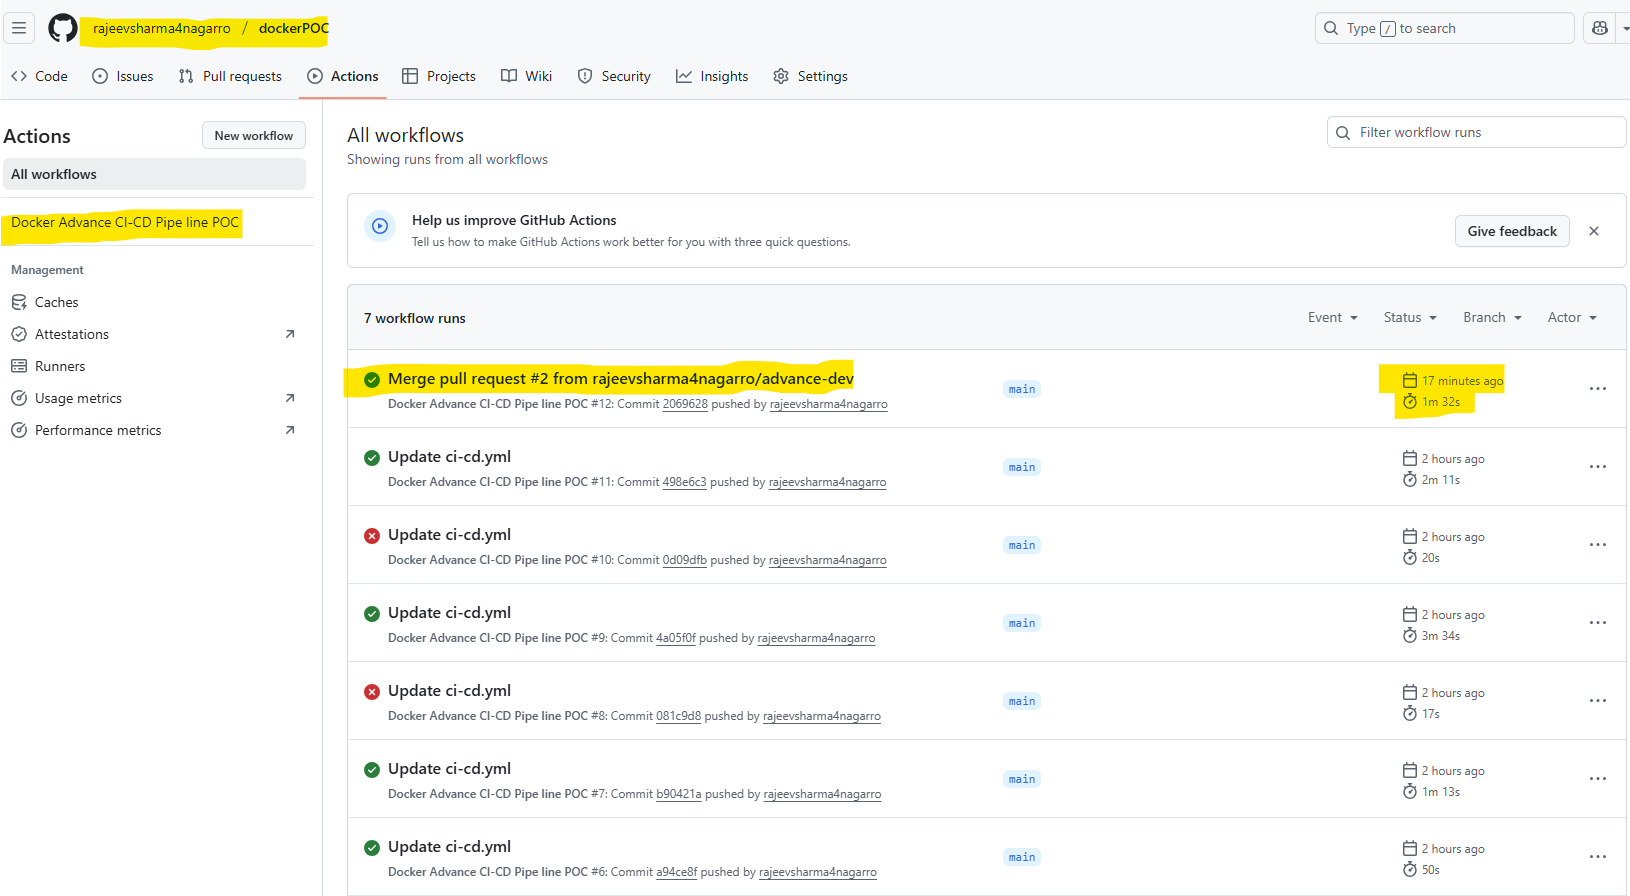 rajeevsharma4nagarro / dockerPOC
Type / to search
Code
Issues
Pull requests
Actions
Projects
Wiki
Security
Insights
Settings
Actions
New workflow
All workflows
Docker Advance CI-CD Pipe line POC
Management
Caches
Attestations
Runners
Usage metrics
Performance metrics
All workflows
Showing runs from all workflows
Filter workflow runs
Help us improve GitHub Actions
Tell us how to make GitHub Actions work better for you with three quick questions.
Give feedback
7 workflow runs
Event
Status
Branch
Actor
Merge pull request #2 from rajeevsharma4nagarro/advance-dev
Docker Advance CI-CD Pipe line POC #12: Commit 2069628 pushed by rajeevsharma4nagarro
main
17 minutes ago
1m 32s
Update ci-cd.yml
Docker Advance CI-CD Pipe line POC #11: Commit 498e6c3 pushed by rajeevsharma4nagarro
main
2 hours ago
2m 11s
Update ci-cd.yml
Docker Advance CI-CD Pipe line POC #10: Commit 0d09dfb pushed by rajeevsharma4nagarro
main
2 hours ago
20s
Update ci-cd.yml
Docker Advance CI-CD Pipe line POC #9: Commit 4a05f0f pushed by rajeevsharma4nagarro
main
2 hours ago
3m 34s
Update ci-cd.yml
Docker Advance CI-CD Pipe line POC #8: Commit 081c9d8 pushed by rajeevsharma4nagarro
main
2 hours ago
17s
Update ci-cd.yml
Docker Advance CI-CD Pipe line POC #7: Commit b90421a pushed by rajeevsharma4nagarro
main
2 hours ago
1m 13s
Update ci-cd.yml
Docker Advance CI-CD Pipe line POC #6: Commit a94ce8f pushed by rajeevsharma4nagarro
main
2 hours ago
50s